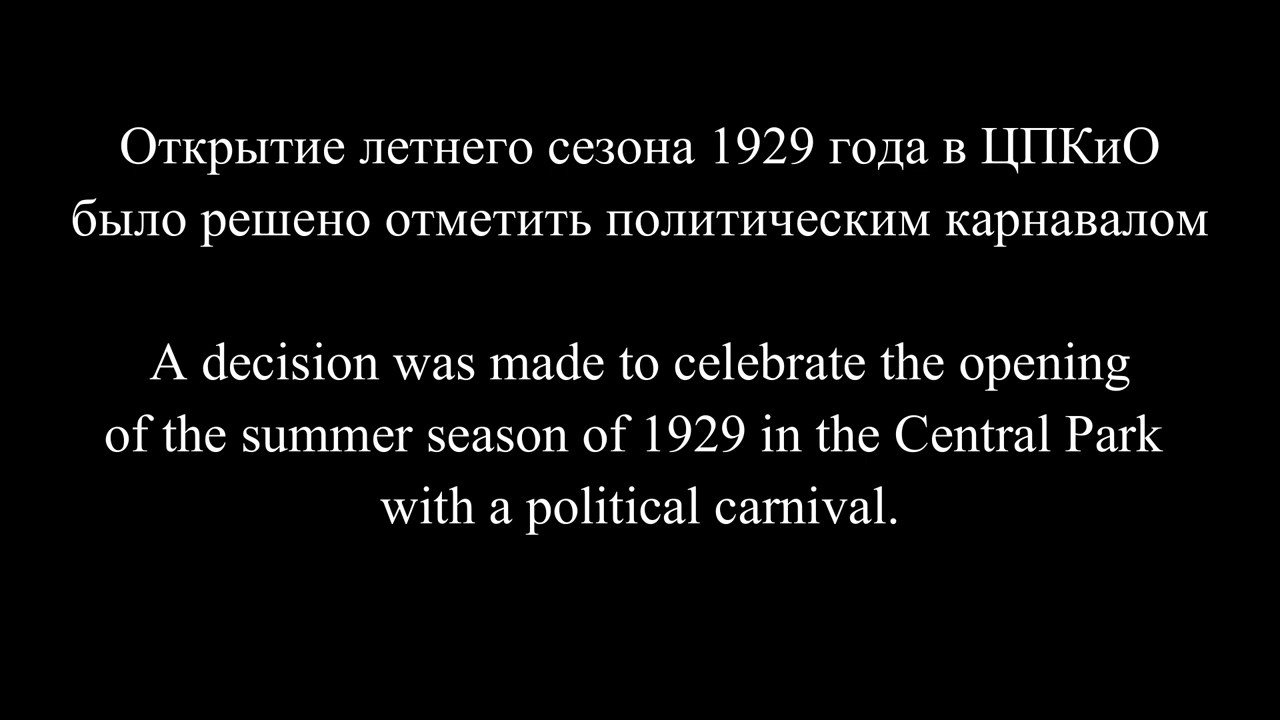 Открытие летнего сезона 1929 года в ЦПКиО
было решено отметить политическим карнавалом
A decision was made to celebrate the opening
of the summer season of 1929 in the Central Park
with a political carnival.